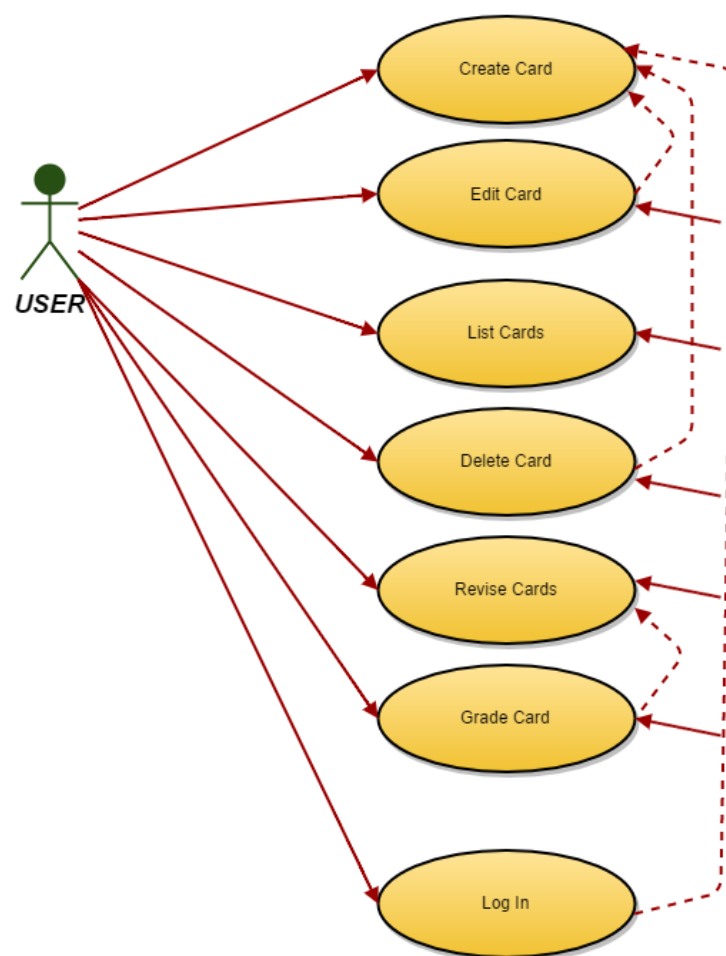 Create Card
Edit Card
USER
List Cards
Delete Card
Revise Cards
Grade Card
Log In